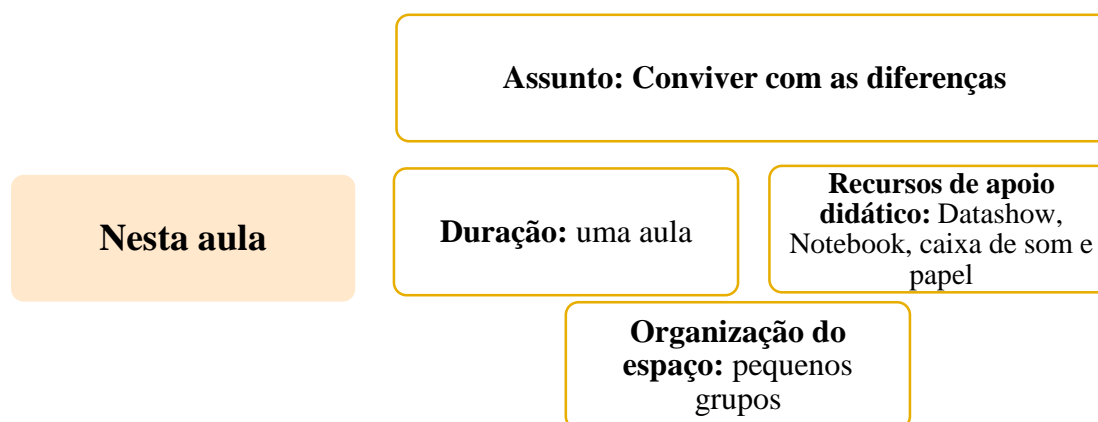 Assunto: Conviver com as diferenças
Nesta aula
Duração: uma aula
Recursos de apoio
didático: Datashow,
Notebook, caixa de som e
papel
Organização do
espaço: pequenos
grupos